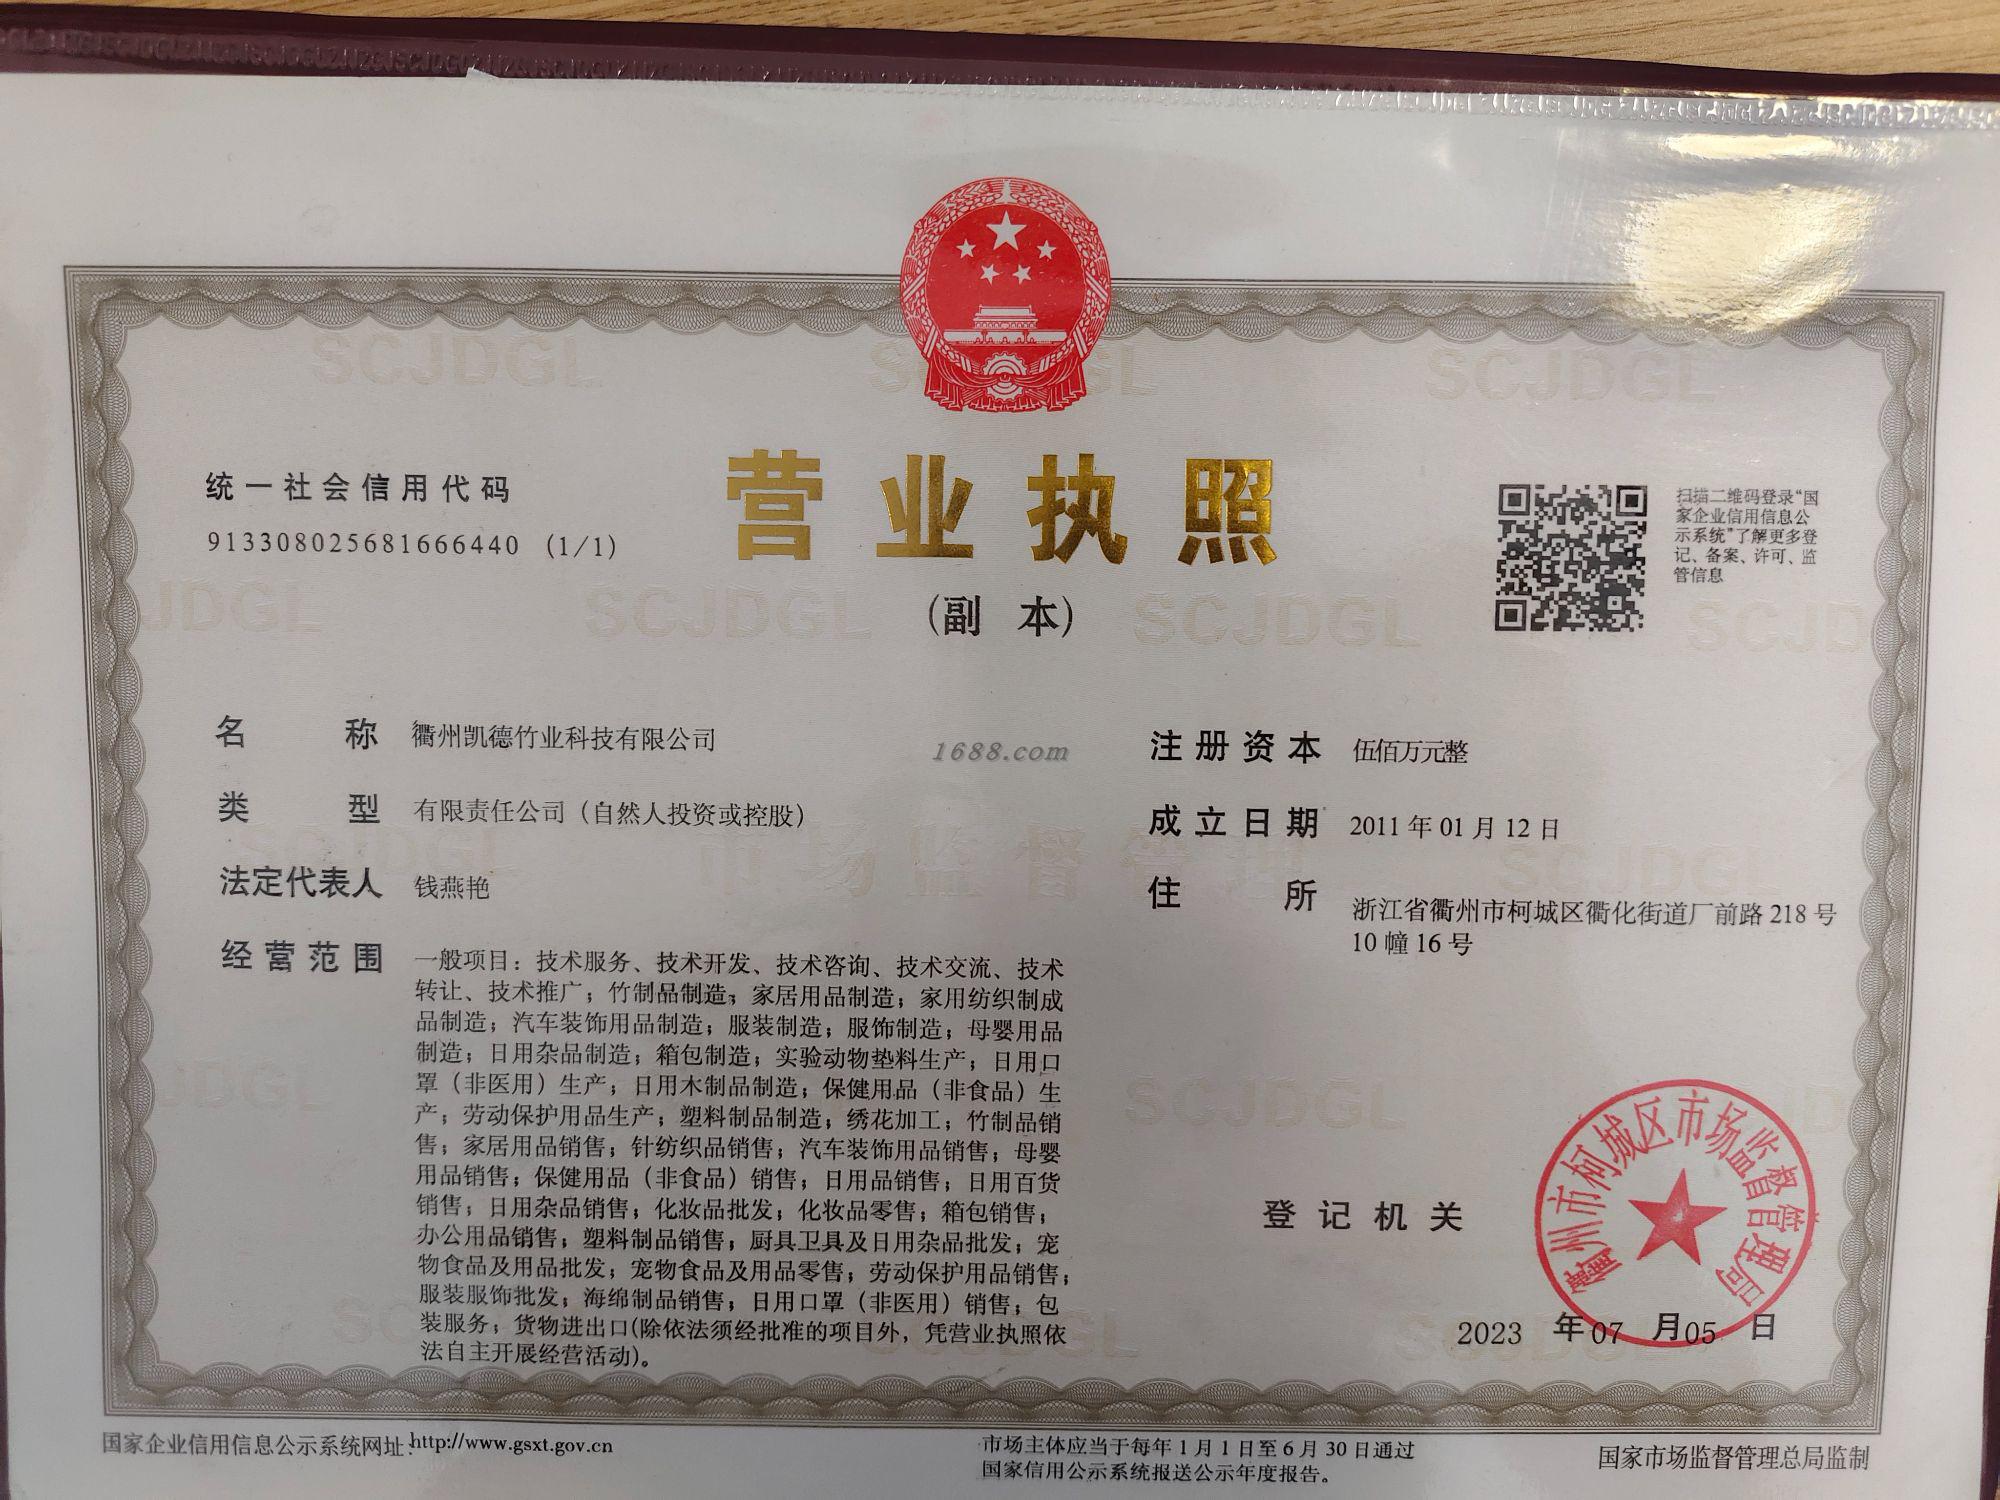 统一社会信用代码
913308025681666440 (1/1)
营业执照
(副 本)
扫描二维码登录“国
家企业信用信息公
示系统”了解更多登
记、备案、许可、监
管信息
名 称 衢州凯德竹业科技有限公司
类 型 有限责任公司（自然人投资或控股）
法定代表人 钱燕艳
经营范围 一般项目：技术服务、技术开发、技术咨询、技术交流、技术
转让、技术推广；竹制品制造；家居用品制造；家用纺织制成
品制造；汽车装饰用品制造；服装制造；服饰制造；母婴用品
制造；日用杂品制造；箱包制造；实验动物垫料生产；日用口
罩（非医用）生产；日用木制品制造；保健用品（非食品）生
产；劳动保护用品生产；塑料制品制造；绣花加工；竹制品销
售；家居用品销售；针纺织品销售；汽车装饰用品销售；母婴
用品销售；保健用品（非食品）销售；日用品销售；日用百货
销售；日用杂品销售；化妆品批发；化妆品零售；箱包销售；
办公用品销售；塑料制品销售；厨具卫具及日用杂品批发；宠
物食品及用品批发；宠物食品及用品零售；劳动保护用品销售；
服装服饰批发；海绵制品销售；日用口罩（非医用）销售；包
装服务；货物进出口(除依法须经批准的项目外，凭营业执照依
法自主开展经营活动)。
1688.com
注册资本 伍佰万元整
成立日期 2011 年 01 月 12 日
住 所 浙江省衢州市柯城区衢化街道厂前路 218 号
10 幢 16 号
登记机关
衢州市柯城区市场监督管理局
2023 年 07 月 05 日
国家企业信用信息公示系统网址：http://www.gsxt.gov.cn
市场主体应当于每年 1 月 1 日至 6 月 30 日通过
国家信用公示系统报送公示年度报告。
国家市场监督管理总局监制
SCJDGL
市场监督管理